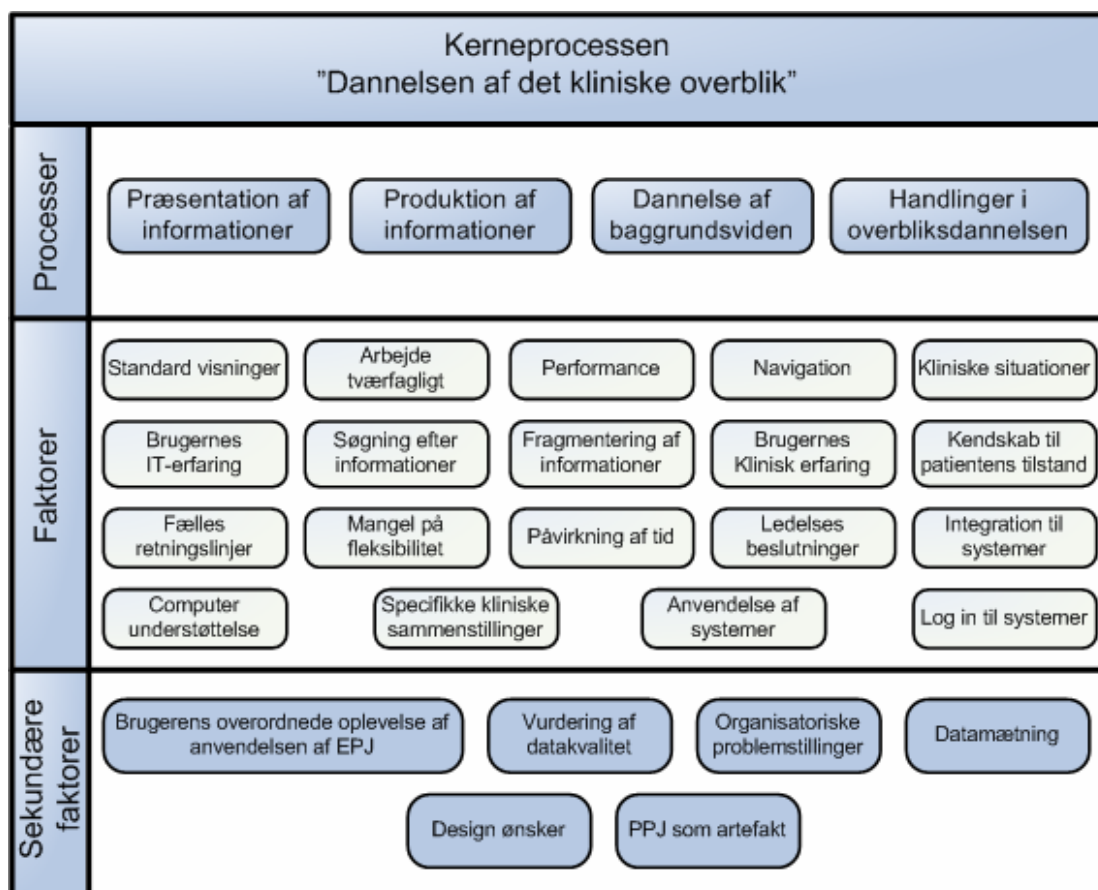 Kerneprocessen
"Dannelsen af det kliniske overblik"
Processer
Præsentation af
informationer
Produktion af
informationer
Dannelse af
baggrundsviden
Handlinger i
overbliksdannelsen
Faktorer
Standard visninger
Arbejde
tværfagligt
Performance
Navigation
Kliniske situationer
Brugernes
IT-erfaring
Søgning efter
informationer
Fragmentering af
informationer
Brugernes
Klinisk erfaring
Kendskab til
patientens tilstand
Fælles
retningslinjer
Mangel på
fleksibilitet
Påvirkning af tid
Ledelses
beslutninger
Integration til
systemer
Computer
understøttelse
Specifikke kliniske
sammenstillinger
Anvendelse af
systemer
Log in til systemer
Sekundære
faktorer
Brugerens overordnede oplevelse af
anvendelsen af EPJ
Vurdering af
datakvalitet
Organisatoriske
problemstillinger
Datamætning
Design ønsker
PPJ som artefakt